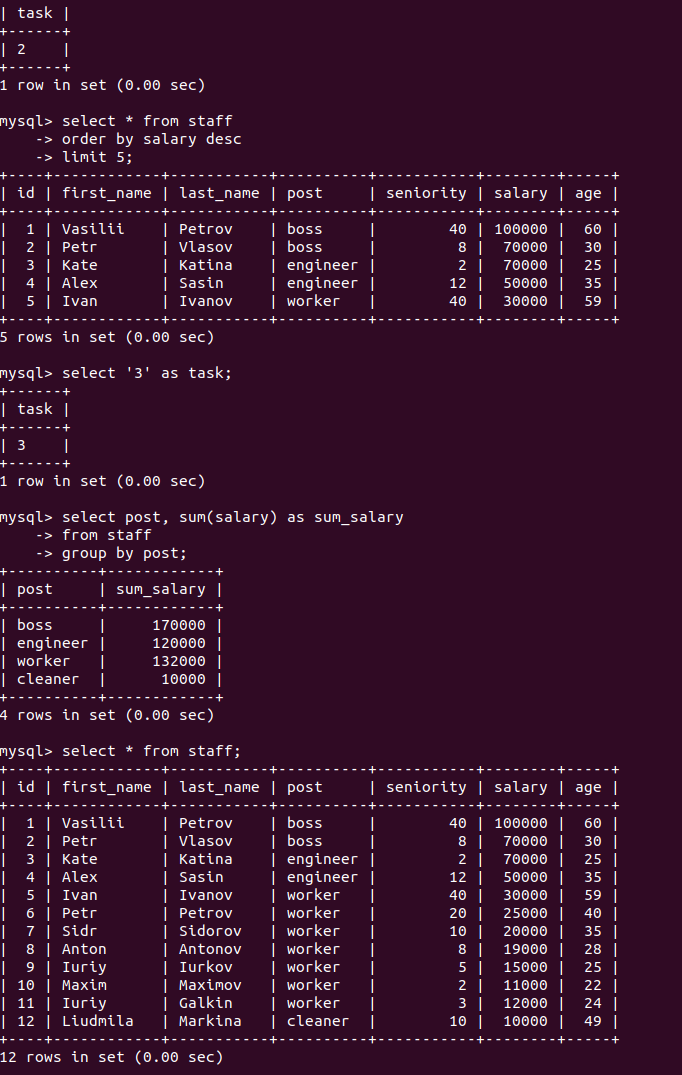 | task |
+------+
| 2    |
+------+
1 row in set (0.00 sec)

mysql> select * from staff
    -> order by salary desc
    -> limit 5;
+----+------------+-----------+----------+-----------+--------+-----+
| id | first_name | last_name | post     | seniority | salary | age |
+----+------------+-----------+----------+-----------+--------+-----+
|  1 | Vasilii    | Petrov    | boss     |        40 | 100000 |  60 |
|  2 | Petr       | Vlasov    | boss     |         8 |  70000 |  30 |
|  3 | Kate       | Katina    | engineer |         2 |  70000 |  25 |
|  4 | Alex       | Sasin     | engineer |        12 |  50000 |  35 |
|  5 | Ivan       | Ivanov    | worker   |        40 |  30000 |  59 |
+----+------------+-----------+----------+-----------+--------+-----+
5 rows in set (0.00 sec)

mysql> select '3' as task;
+------+
| task |
+------+
| 3    |
+------+
1 row in set (0.00 sec)

mysql> select post, sum(salary) as sum_salary
    -> from staff
    -> group by post;
+----------+------------+
| post     | sum_salary |
+----------+------------+
| boss     |     170000 |
| engineer |     120000 |
| worker   |     132000 |
| cleaner  |      10000 |
+----------+------------+
4 rows in set (0.00 sec)

mysql> select * from staff;
+----+------------+-----------+----------+-----------+--------+-----+
| id | first_name | last_name | post     | seniority | salary | age |
+----+------------+-----------+----------+-----------+--------+-----+
|  1 | Vasilii    | Petrov    | boss     |        40 | 100000 |  60 |
|  2 | Petr       | Vlasov    | boss     |         8 |  70000 |  30 |
|  3 | Kate       | Katina    | engineer |         2 |  70000 |  25 |
|  4 | Alex       | Sasin     | engineer |        12 |  50000 |  35 |
|  5 | Ivan       | Ivanov    | worker   |        40 |  30000 |  59 |
|  6 | Petr       | Petrov    | worker   |        20 |  25000 |  40 |
|  7 | Sidr       | Sidorov   | worker   |        10 |  20000 |  35 |
|  8 | Anton      | Antonov   | worker   |         8 |  19000 |  28 |
|  9 | Iuriy      | Iurkov    | worker   |         5 |  15000 |  25 |
| 10 | Maxim      | Maximov   | worker   |         2 |  11000 |  22 |
| 11 | Iuriy      | Galkin    | worker   |         3 |  12000 |  24 |
| 12 | Liudmila   | Markina   | cleaner  |        10 |  10000 |  49 |
+----+------------+-----------+----------+-----------+--------+-----+
12 rows in set (0.00 sec)